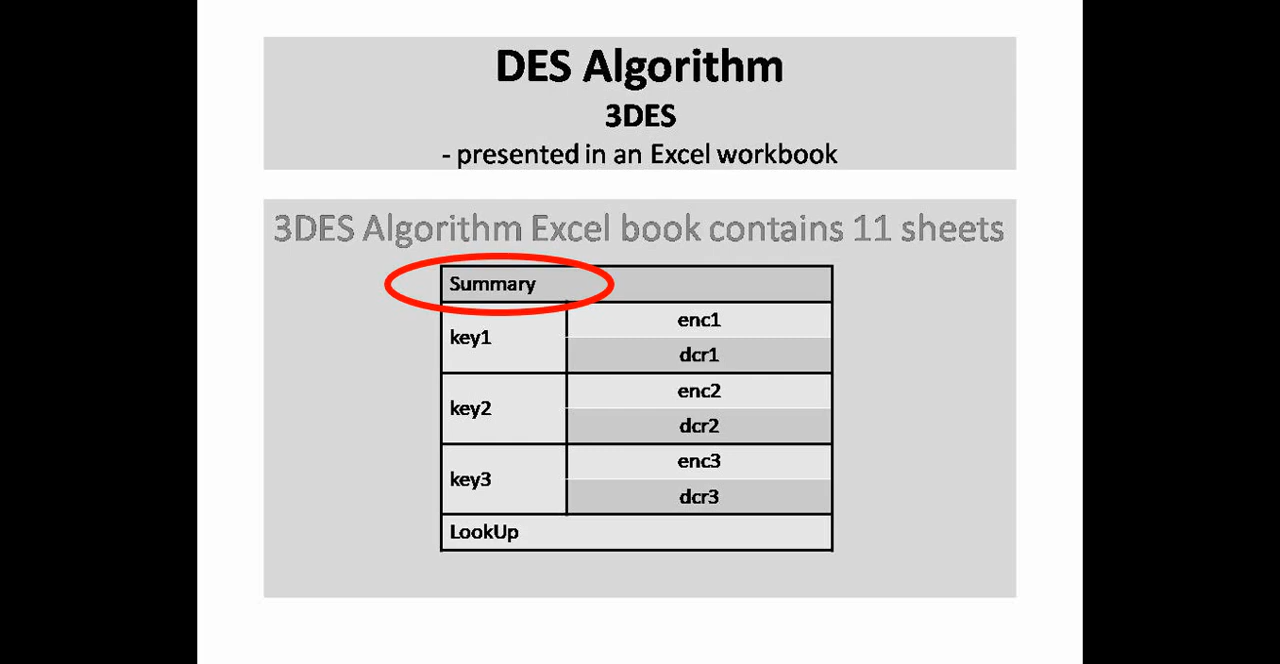 DES Algorithm
3DES
- presented in an Excel workbook
3DES Algorithm Excel book contains 11 sheets
Summary
key1
enc1
dcr1
key2
enc2
dcr2
key3
enc3
dcr3
LookUp